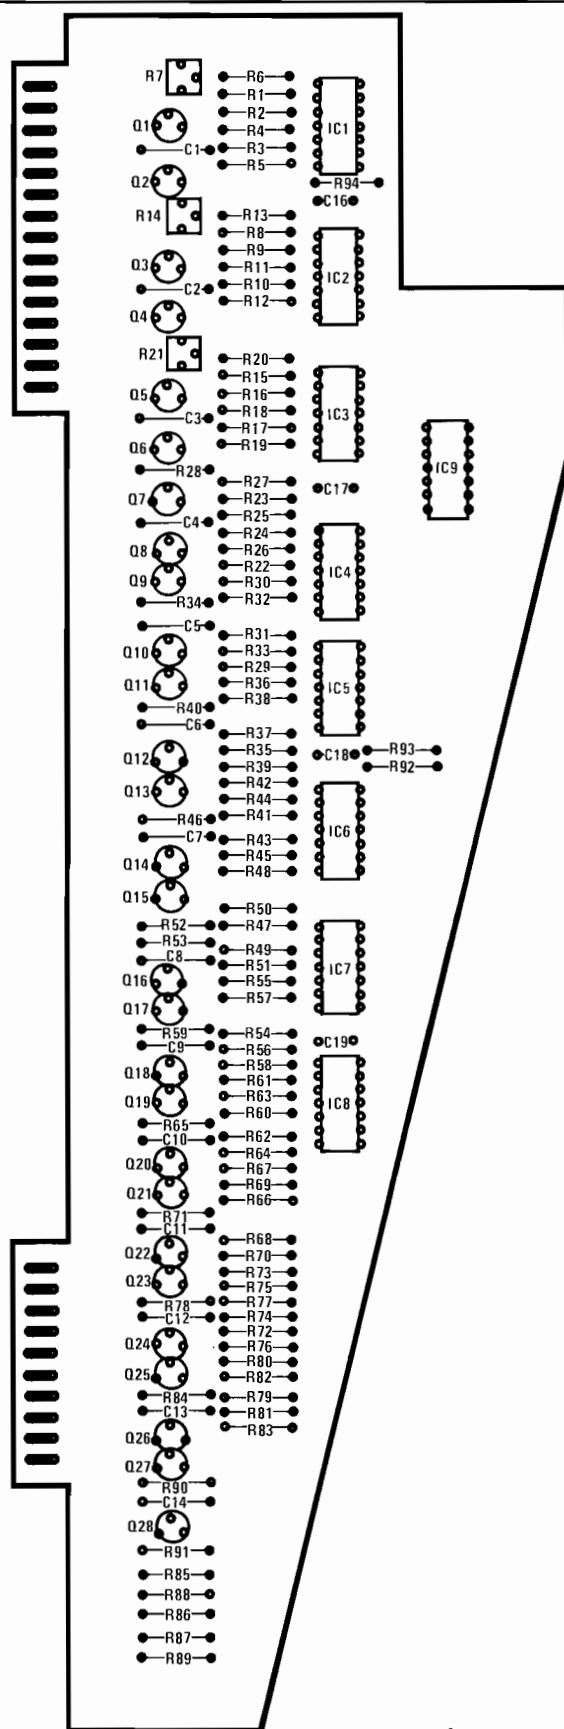 R7 R6
R1
Q1 R2 IC1
R4
C1 R3
R5
Q2 R94
C16
R14 R13
R8
R9
Q3 R11 IC2
C2 R10
R12
Q4
R21 R20
R15
Q5 R16
R18 IC3
C3 R17
Q6 R19
R28 IC9
R27 C17
Q7 R23
C4 R25
R24
Q8 R26
R22 IC4
Q9 R30
R34 R32
C5
R31
Q10 R33
R29
Q11 R36 IC5
R38
R40
C6
R37
Q12 R35 C18 R93
R39 R92
R42
Q13 R44
R41
R46 IC6
C7 R43
Q14 R45
R48
Q15
R50
R52 R47
R53
C8 R49
R51 IC7
Q16 R55
R57
Q17
R59 R54
C9 C19
R56
R58
Q18 R61
R63
Q19 R60 IC8
R65
C10 R62
R64
Q20 R67
R69
Q21 R66
R71
C11
R68
Q22 R70
R73
Q23 R75
R78 R77
C12 R74
R72
Q24 R76
R80
Q25 R82
R84 R79
C13 R81
R83
Q26
Q27
R90
C14
Q28
R91
R85
R88
R86
R87
R89